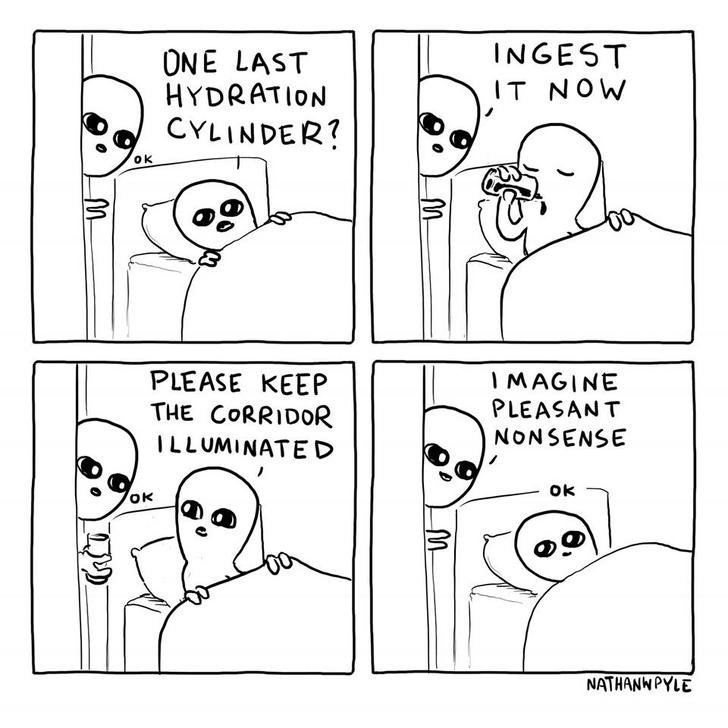 ONE LAST
HYDRATION
CYLINDER?
OK
INGEST
IT NOW
PLEASE KEEP
THE CORRIDOR
ILLUMINATED
OK
IMAGINE
PLEASANT
NONSENSE
OK
NATHANWPYLE